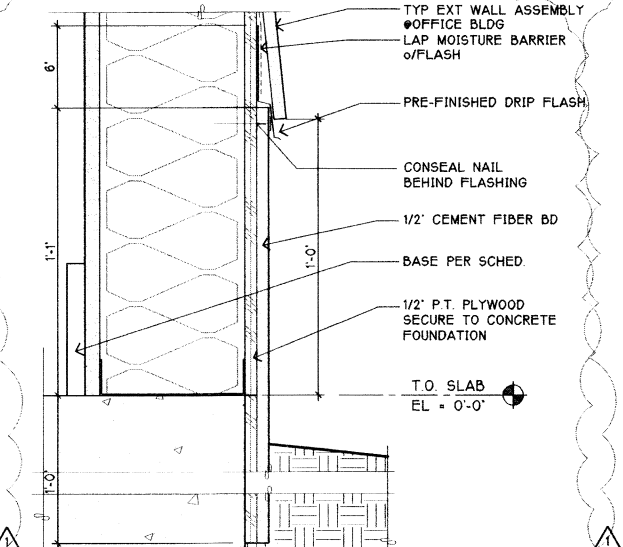 TYP EXT WALL ASSEMBLY
@OFFICE BLDG
LAP MOISTURE BARRIER
o/FLASH
PRE-FINISHED DRIP FLASH
CONSEAL NAIL
BEHIND FLASHING
1/2" CEMENT FIBER BD
BASE PER SCHED.
1/2" P.T. PLYWOOD
SECURE TO CONCRETE
FOUNDATION
T.O. SLAB
EL = 0'-0"
6"
1'-1"
1'-0"
1'-0"
1
1